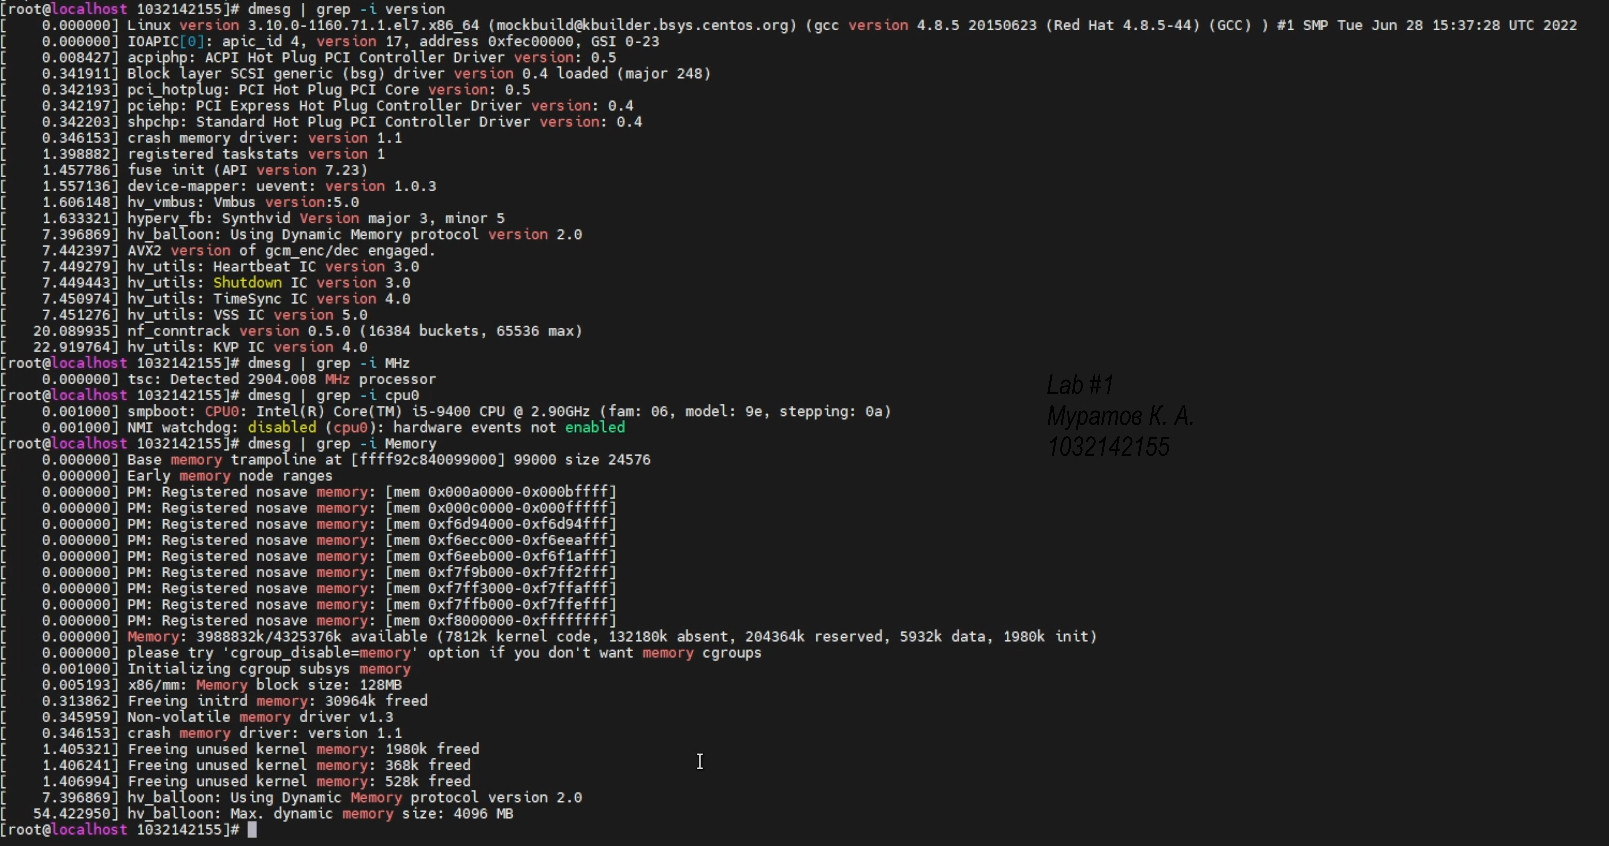 [root@localhost 1032142155]# dmesg | grep -i version
[    0.000000] Linux version 3.10.0-1160.71.1.el7.x86_64 (mockbuild@kbuilder.bsys.centos.org) (gcc version 4.8.5 20150623 (Red Hat 4.8.5-44) (GCC) ) #1 SMP Tue Jun 28 15:37:28 UTC 2022
[    0.000000] IOAPIC[0]: apic_id 4, version 17, address 0xfec00000, GSI 0-23
[    0.008427] acpiphp: ACPI Hot Plug PCI Controller Driver version: 0.5
[    0.341911] Block layer SCSI generic (bsg) driver version 0.4 loaded (major 248)
[    0.342193] pci_hotplug: PCI Hot Plug PCI Core version: 0.5
[    0.342197] pciehp: PCI Express Hot Plug Controller Driver version: 0.4
[    0.342203] shpchp: Standard Hot Plug PCI Controller Driver version: 0.4
[    0.346153] crash memory driver: version 1.1
[    1.398882] registered taskstats version 1
[    1.457786] fuse init (API version 7.23)
[    1.557136] device-mapper: uevent: version 1.0.3
[    1.606148] hv_vmbus: Vmbus version:5.0
[    1.633321] hyperv_fb: Synthvid Version major 3, minor 5
[    7.396869] hv_balloon: Using Dynamic Memory protocol version 2.0
[    7.442397] AVX2 version of gcm_enc/dec engaged.
[    7.449279] hv_utils: Heartbeat IC version 3.0
[    7.449443] hv_utils: Shutdown IC version 3.0
[    7.450974] hv_utils: TimeSync IC version 4.0
[    7.451276] hv_utils: VSS IC version 5.0
[   20.089935] nf_conntrack version 0.5.0 (16384 buckets, 65536 max)
[   22.919764] hv_utils: KVP IC version 4.0
[root@localhost 1032142155]# dmesg | grep -i MHz
[    0.000000] tsc: Detected 2904.008 MHz processor
[root@localhost 1032142155]# dmesg | grep -i cpu0
[    0.001000] smpboot: CPU0: Intel(R) Core(TM) i5-9400 CPU @ 2.90GHz (fam: 06, model: 9e, stepping: 0a)
[    0.001000] NMI watchdog: disabled (cpu0): hardware events not enabled
[root@localhost 1032142155]# dmesg | grep -i Memory
[    0.000000] Base memory trampoline at [ffff92c840099000] 99000 size 24576
[    0.000000] Early memory node ranges
[    0.000000] PM: Registered nosave memory: [mem 0x000a0000-0x000bffff]
[    0.000000] PM: Registered nosave memory: [mem 0x000c0000-0x000fffff]
[    0.000000] PM: Registered nosave memory: [mem 0xf6d94000-0xf6d94fff]
[    0.000000] PM: Registered nosave memory: [mem 0xf6ecc000-0xf6eeafff]
[    0.000000] PM: Registered nosave memory: [mem 0xf6eeb000-0xf6f1afff]
[    0.000000] PM: Registered nosave memory: [mem 0xf7f9b000-0xf7ff2fff]
[    0.000000] PM: Registered nosave memory: [mem 0xf7ff3000-0xf7ffafff]
[    0.000000] PM: Registered nosave memory: [mem 0xf7ffb000-0xf7ffefff]
[    0.000000] PM: Registered nosave memory: [mem 0xf8000000-0xffffffff]
[    0.000000] Memory: 3988832k/4325376k available (7812k kernel code, 132180k absent, 204364k reserved, 5932k data, 1980k init)
[    0.000000] please try 'cgroup_disable=memory' option if you don't want memory cgroups
[    0.001000] Initializing cgroup subsys memory
[    0.005193] x86/mm: Memory block size: 128MB
[    0.313862] Freeing initrd memory: 30964k freed
[    0.345959] Non-volatile memory driver v1.3
[    0.346153] crash memory driver: version 1.1
[    1.405321] Freeing unused kernel memory: 1980k freed
[    1.406241] Freeing unused kernel memory: 368k freed
[    1.406994] Freeing unused kernel memory: 528k freed
[    7.396869] hv_balloon: Using Dynamic Memory protocol version 2.0
[   54.422950] hv_balloon: Max. dynamic memory size: 4096 MB
[root@localhost 1032142155]#
Lab #1
Муратов К. А.
1032142155